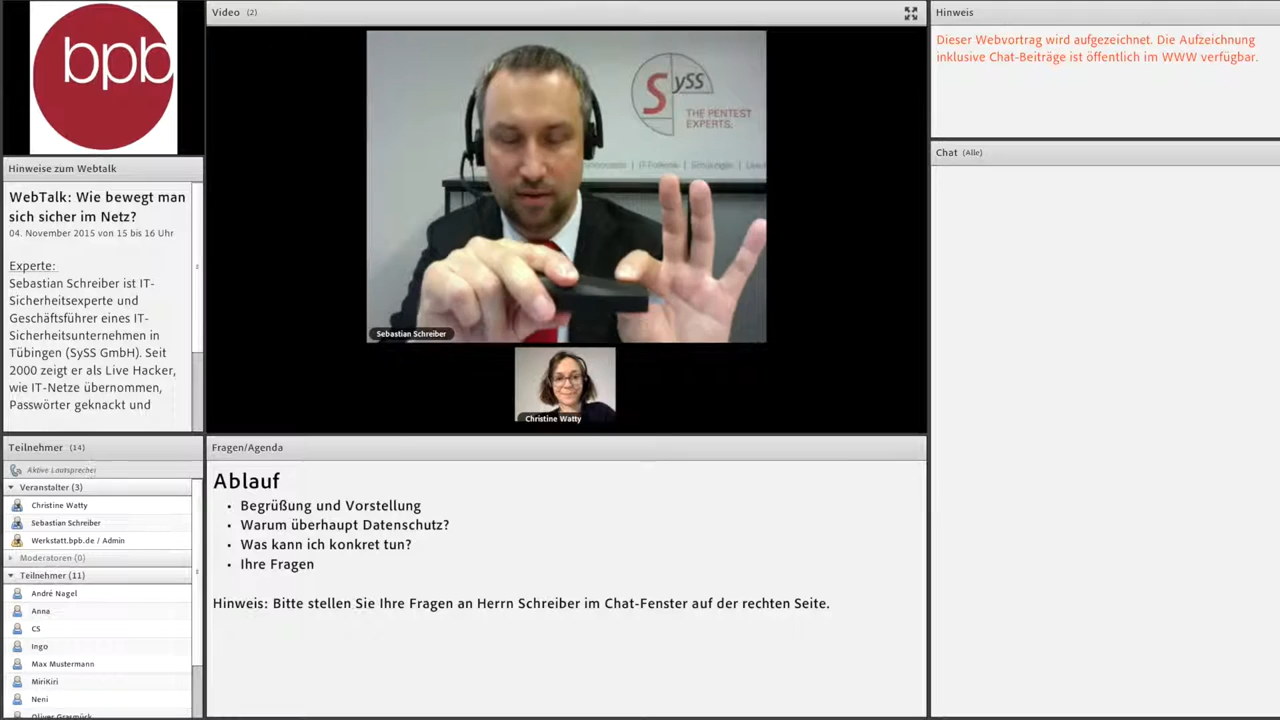 bpb
Hinweise zum Webtalk
WebTalk: Wie bewegt man
sich sicher im Netz?
04. November 2015 von 15 bis 16 Uhr
Experte:
Sebastian Schreiber ist IT-
Sicherheitsexperte und
Geschäftsführer eines IT-
Sicherheitsunternehmen in
Tübingen (SySS GmbH). Seit
2000 zeigt er als Live Hacker,
wie IT-Netze übernommen,
Passwörter geknackt und
Teilnehmer (14)
Aktive Lautsprecher
Veranstalter (3)
Christine Watty
Sebastian Schreiber
Werkstatt.bpb.de / Admin
Moderatoren (0)
Teilnehmer (11)
André Nagel
Anna
CS
Ingo
Max Mustermann
MiriKiri
Neni
Oliver Grasmück
Video (2)
SySS
THE PENTEST
EXPERTS.
Sebastian Schreiber
Christine Watty
Fragen/Agenda
Ablauf
• Begrüßung und Vorstellung
• Warum überhaupt Datenschutz?
• Was kann ich konkret tun?
• Ihre Fragen
Hinweis: Bitte stellen Sie Ihre Fragen an Herrn Schreiber im Chat-Fenster auf der rechten Seite.
Hinweis
Dieser Webvortrag wird aufgezeichnet. Die Aufzeichnung
inklusive Chat-Beiträge ist öffentlich im WWW verfügbar.
Chat (Alle)